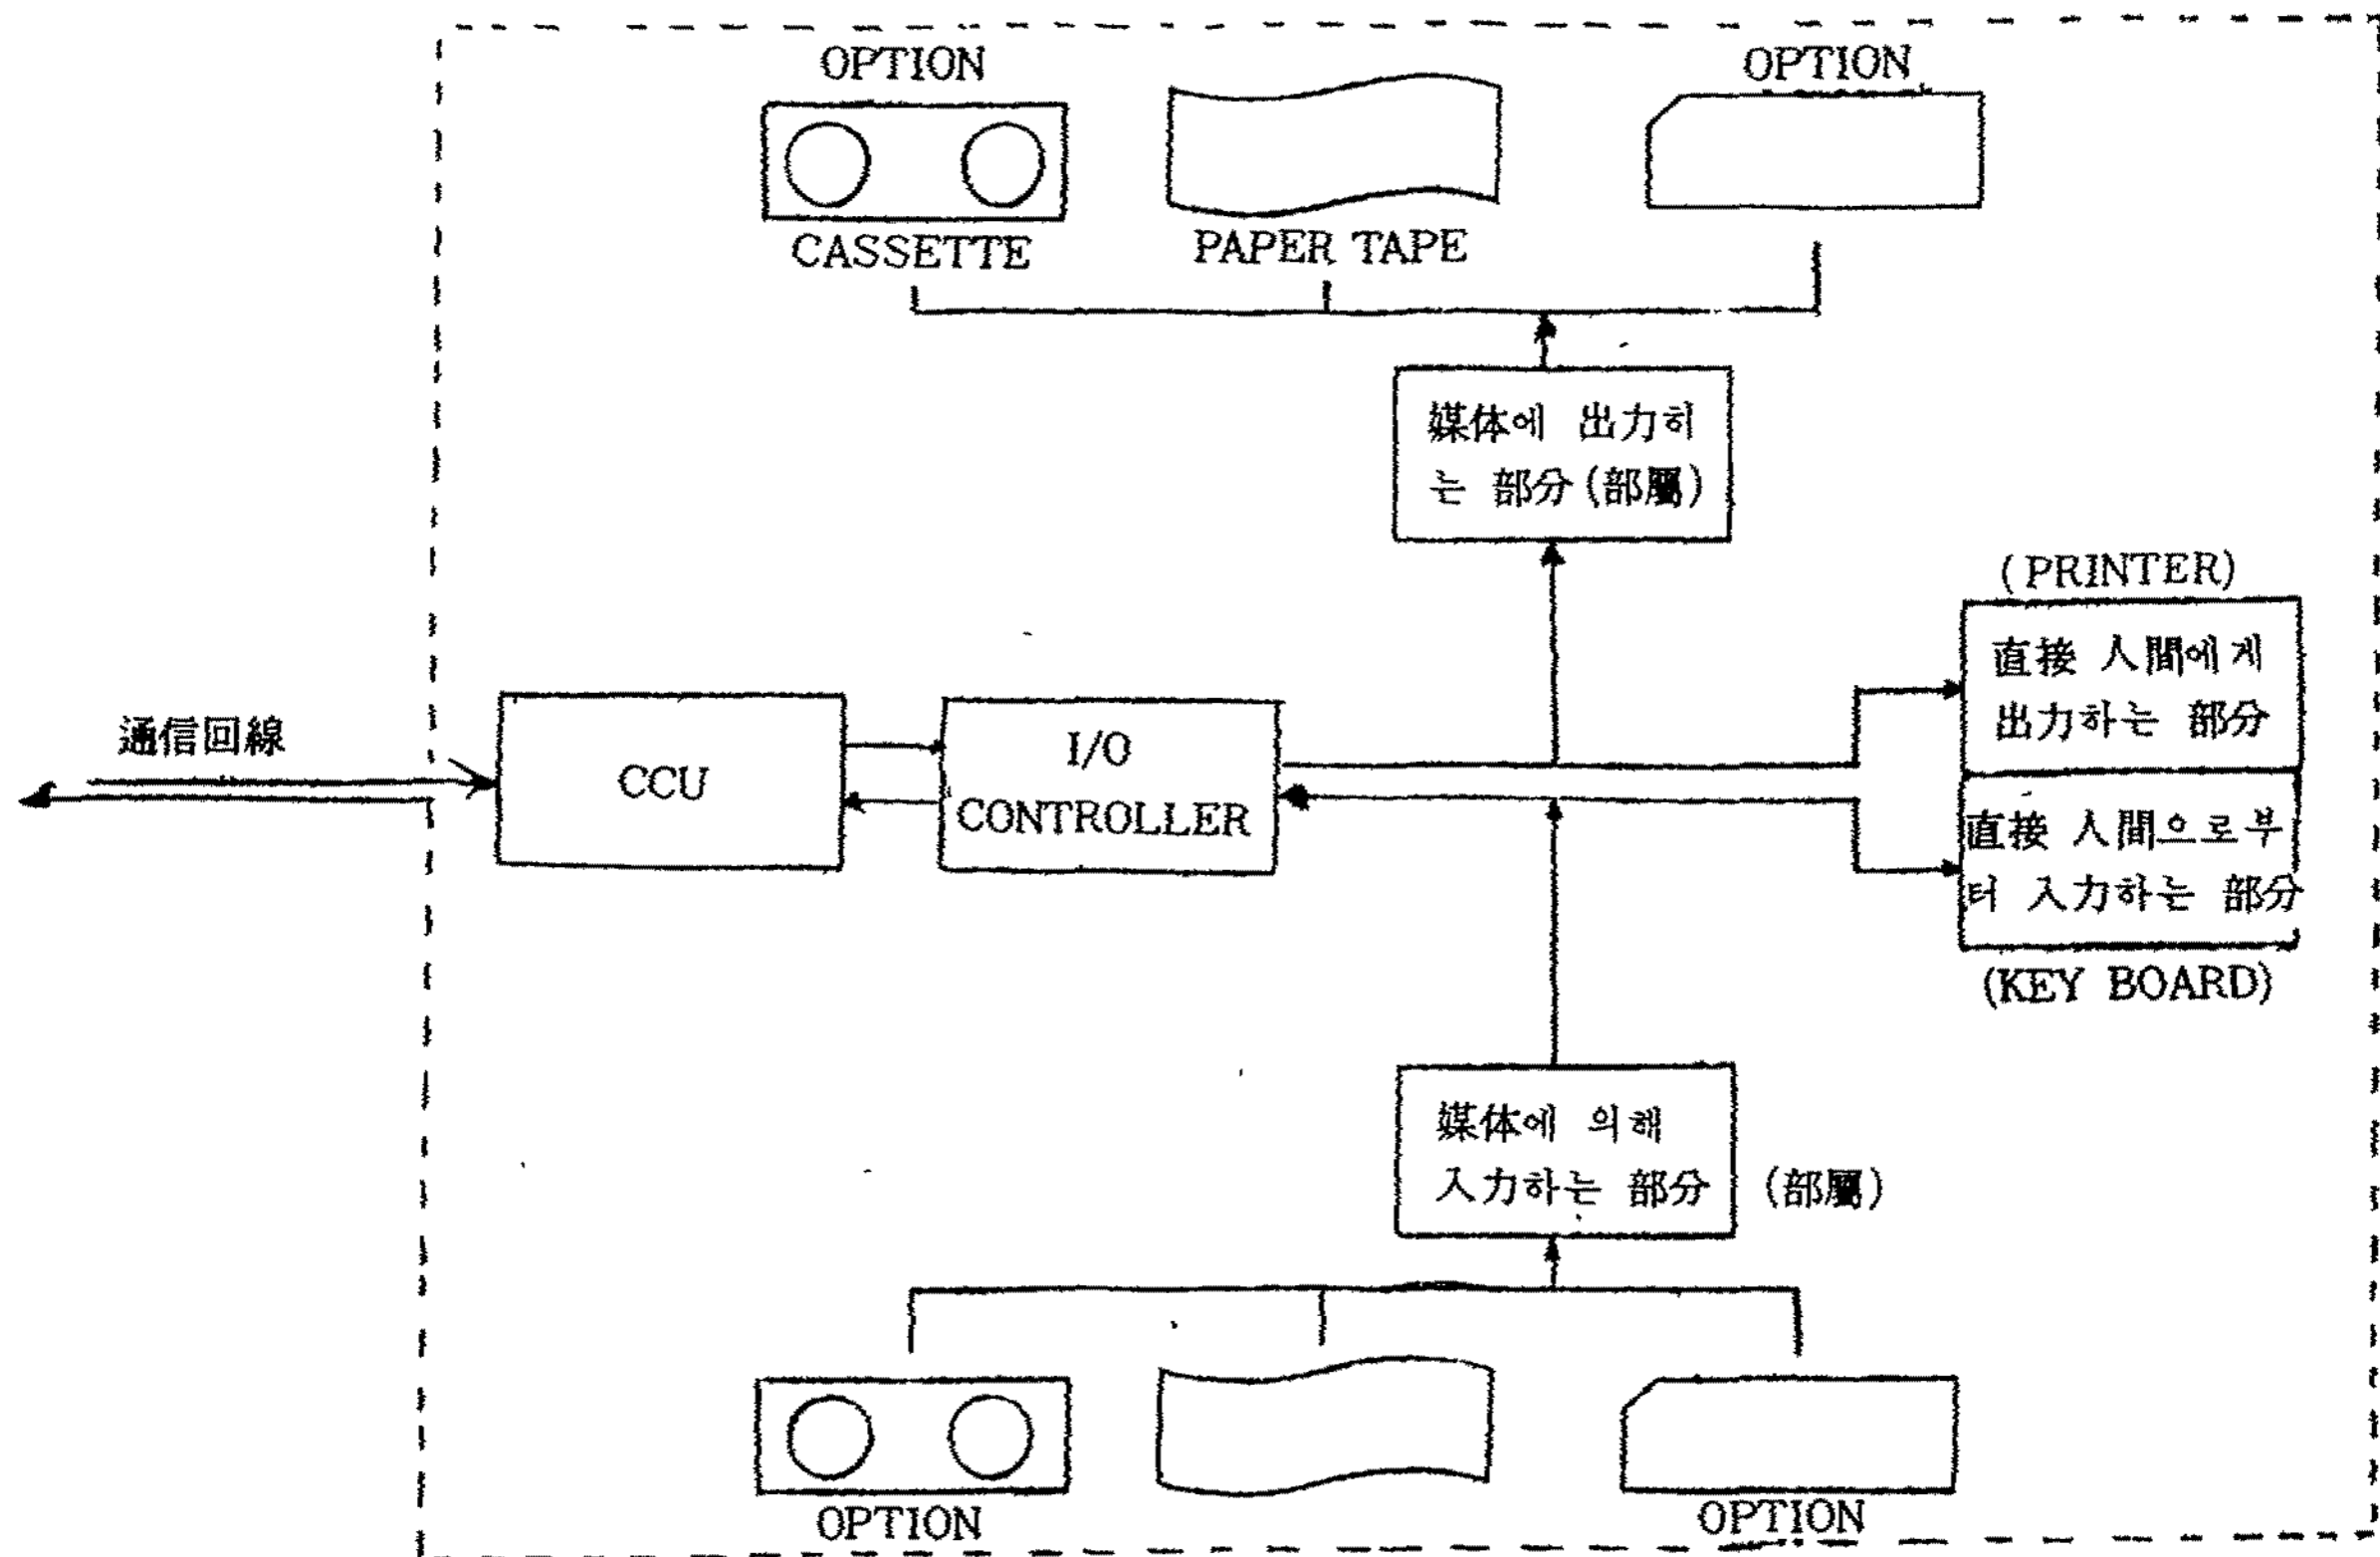 OPTION
OPTION
CASSETTE
PAPER TAPE
媒体에 出力히
는 部分(部屬)
(PRINTER)
直接 人間에게
出力하는 部分
通信回線
CCU
I/O
CONTROLLER
直接 人間으로부
터 入力하는 部分
(KEY BOARD)
媒体에 의해
入力하는 部分 (部屬)
OPTION
OPTION